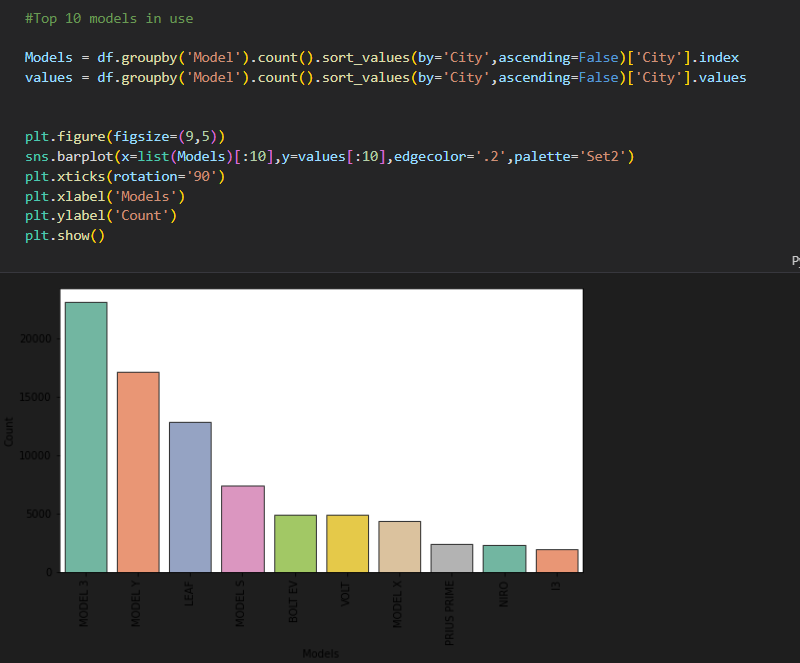 #Top 10 models in use
Models = df.groupby('Model').count().sort_values(by='City',ascending=False)['City'].index
values = df.groupby('Model').count().sort_values(by='City',ascending=False)['City'].values
plt.figure(figsize=(9,5))
sns.barplot(x=list(Models)[:10],y=values[:10],edgecolor='.2',palette='Set2')
plt.xticks(rotation='90')
plt.xlabel('Models')
plt.ylabel('Count')
plt.show()
20000
15000
10000
5000
0
Count
MODEL 3
MODEL Y
LEAF
MODEL S
BOLT EV
VOLT
MODEL X
PRIUS PRIME
NIRO
I3
Models